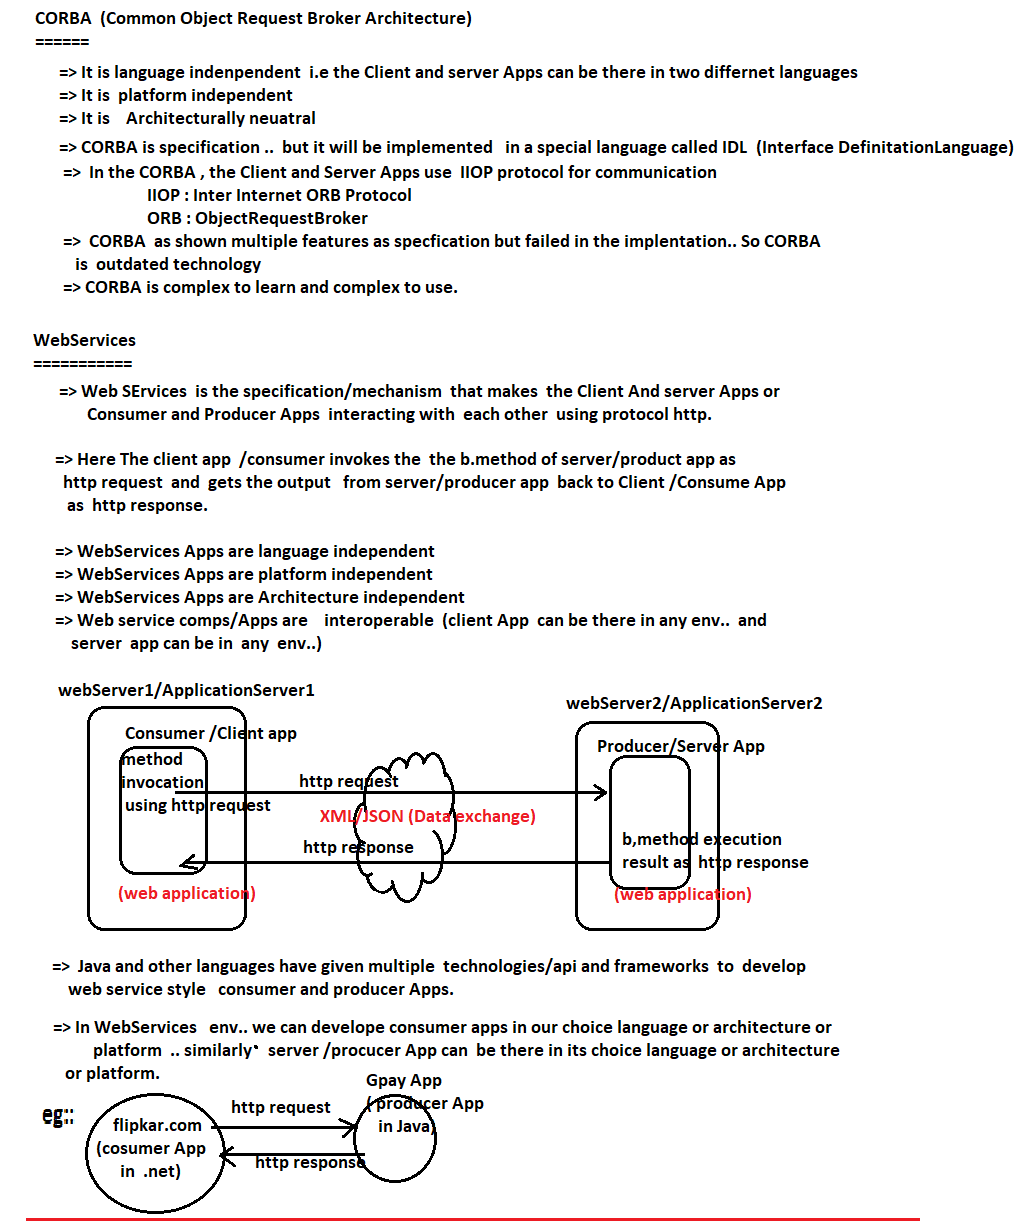 CORBA (Common Object Request Broker Architecture)
======
=> It is language indenpendent i.e the Client and server Apps can be there in two differnet languages
=> It is platform independent
=> It is Architecturally neuatral
=> CORBA is specification .. but it will be implemented in a special language called IDL (Interface DefinitationLanguage)
=> In the CORBA , the Client and Server Apps use IIOP protocol for communication
IIOP : Inter Internet ORB Protocol
ORB : ObjectRequestBroker
=> CORBA as shown multiple features as specfication but failed in the implentation.. So CORBA
is outdated technology
=> CORBA is complex to learn and complex to use.
WebServices
===========
=> Web SErvices is the specification/mechanism that makes the Client And server Apps or
Consumer and Producer Apps interacting with each other using protocol http.
=> Here The client app /consumer invokes the the b.method of server/product app as
http request and gets the output from server/producer app back to Client /Consume App
as http response.
=> WebServices Apps are language independent
=> WebServices Apps are platform independent
=> WebServices Apps are Architecture independent
=> Web service comps/Apps are interoperable (client App can be there in any env.. and
server app can be in any env..)
webServer1/ApplicationServer1
webServer2/ApplicationServer2
Consumer /Client app
Producer/Server App
method
invocation
using http request
http request
XML/JSON (Data exchange)
http response
b,method execution
result as http response
(web application)
(web application)
=> Java and other languages have given multiple technologies/api and frameworks to develop
web service style consumer and producer Apps.
=> In WebServices env.. we can develope consumer apps in our choice language or architecture or
platform .. similarly server /procucer App can be there in its choice language or architecture
or platform.
eg::
flipkar.com
(cosumer App
in .net)
http request
http response
Gpay App
( producer App
in Java)